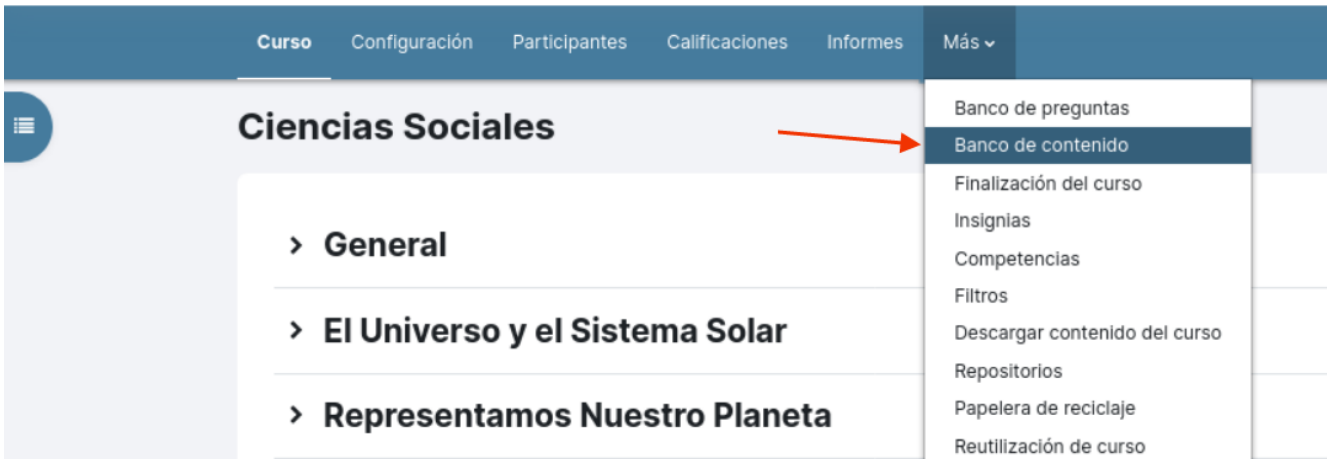 Curso Configuración Participantes Calificaciones Informes Más
Ciencias Sociales
General
El Universo y el Sistema Solar
Representamos Nuestro Planeta
Banco de preguntas
Banco de contenido
Finalización del curso
Insignias
Competencias
Filtros
Descargar contenido del curso
Repositorios
Papelera de reciclaje
Reutilización de curso